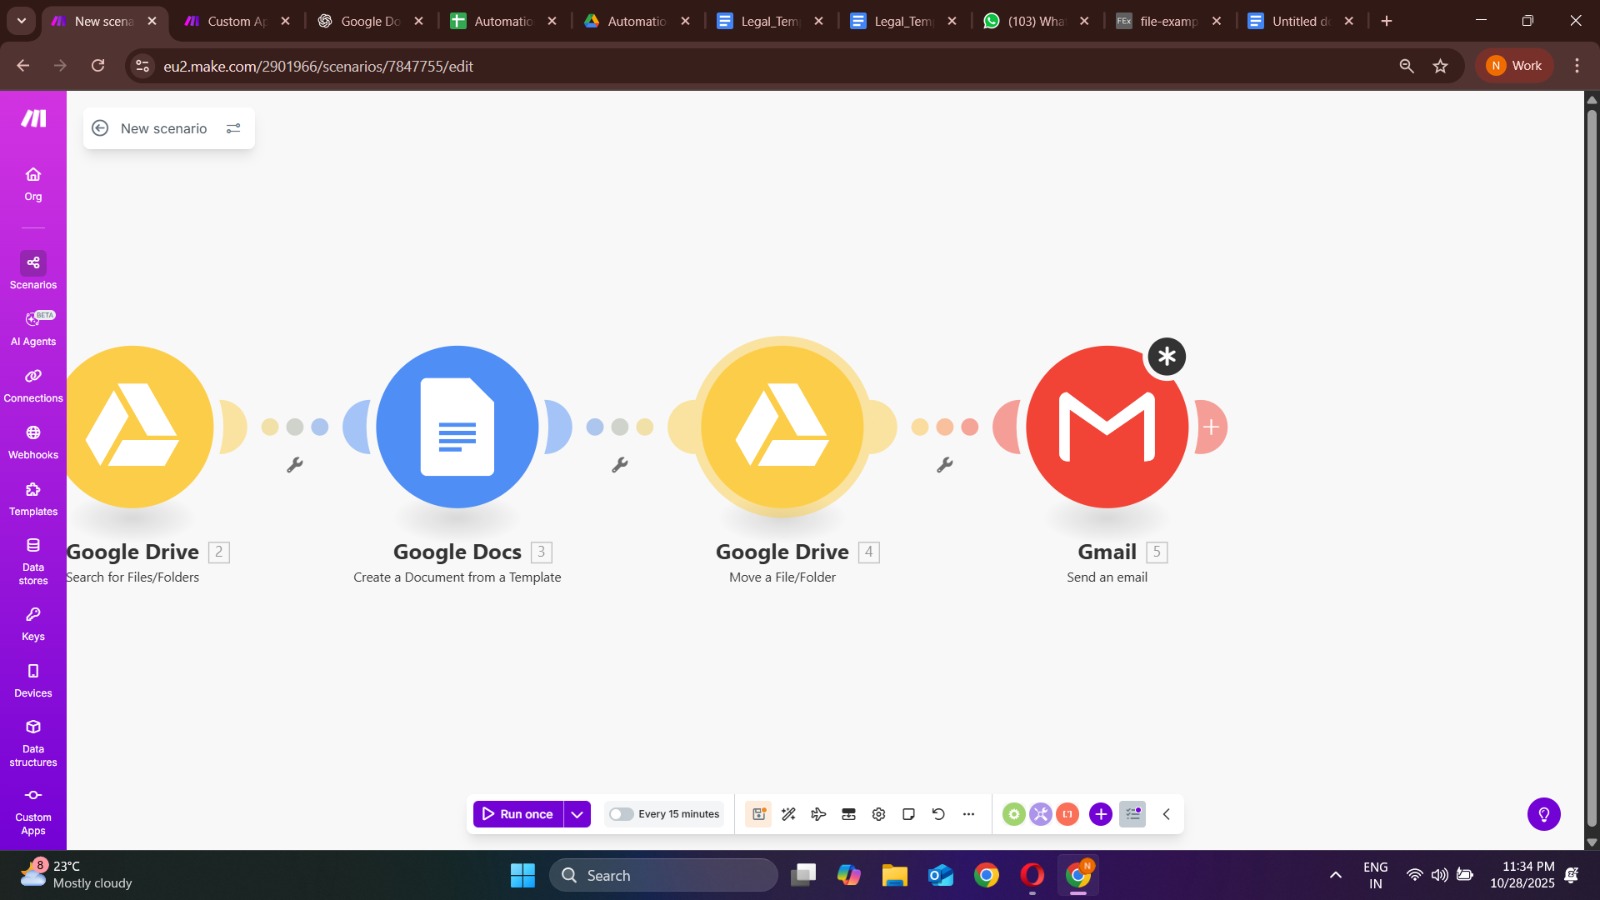 New scena
Custom Ap
Google Do
Automatio
Automatio
Legal_Tem
Legal_Tem
(103) Wha
FEx
file-examp
Untitled d
eu2.make.com/2901966/scenarios/7847755/edit
N
Work
New scenario
Org
Scenarios
BETA
AI Agents
Connections
Webhooks
Templates
Data
stores
Keys
Devices
Data
structures
Custom
Apps
Google Drive 2
Search for Files/Folders
Google Docs 3
Create a Document from a Template
Google Drive 4
Move a File/Folder
Gmail 5
Send an email
Run once
Every 15 minutes
8
23°C
Mostly cloudy
Search
N
ENG
IN
11:34 PM
10/28/2025